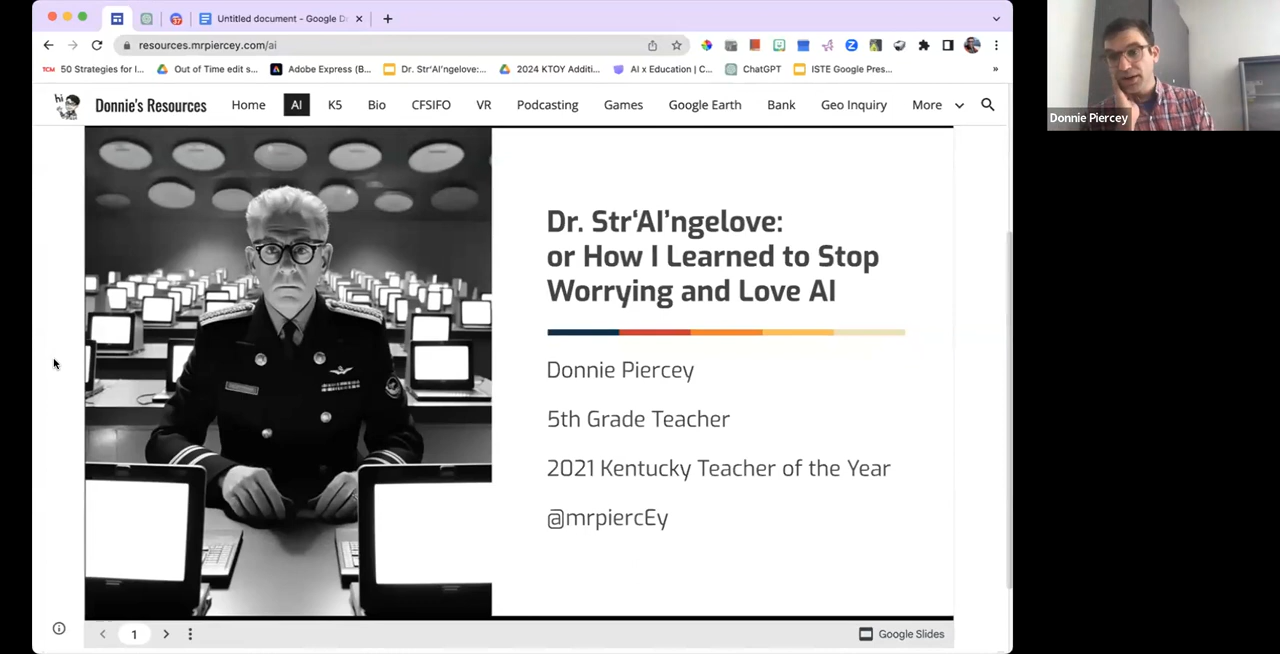 Untitled document - Google D
resources.mrpiercey.com/ai
TCM 50 Strategies for I...
Out of Time edit s...
Adobe Express (B...
Dr. Str'AI'ngelove:...
2024 KTOY Additi...
AI x Education | C...
ChatGPT
ISTE Google Pres...
»
hi
Donnie's Resources
Home
AI
K5
Bio
CFSIFO
VR
Podcasting
Games
Google Earth
Bank
Geo Inquiry
More
Donnie Piercey
Dr. Str‘AI’ngelove:
or How I Learned to Stop
Worrying and Love AI
Donnie Piercey
5th Grade Teacher
2021 Kentucky Teacher of the Year
@mrpiercEy
1
Google Slides